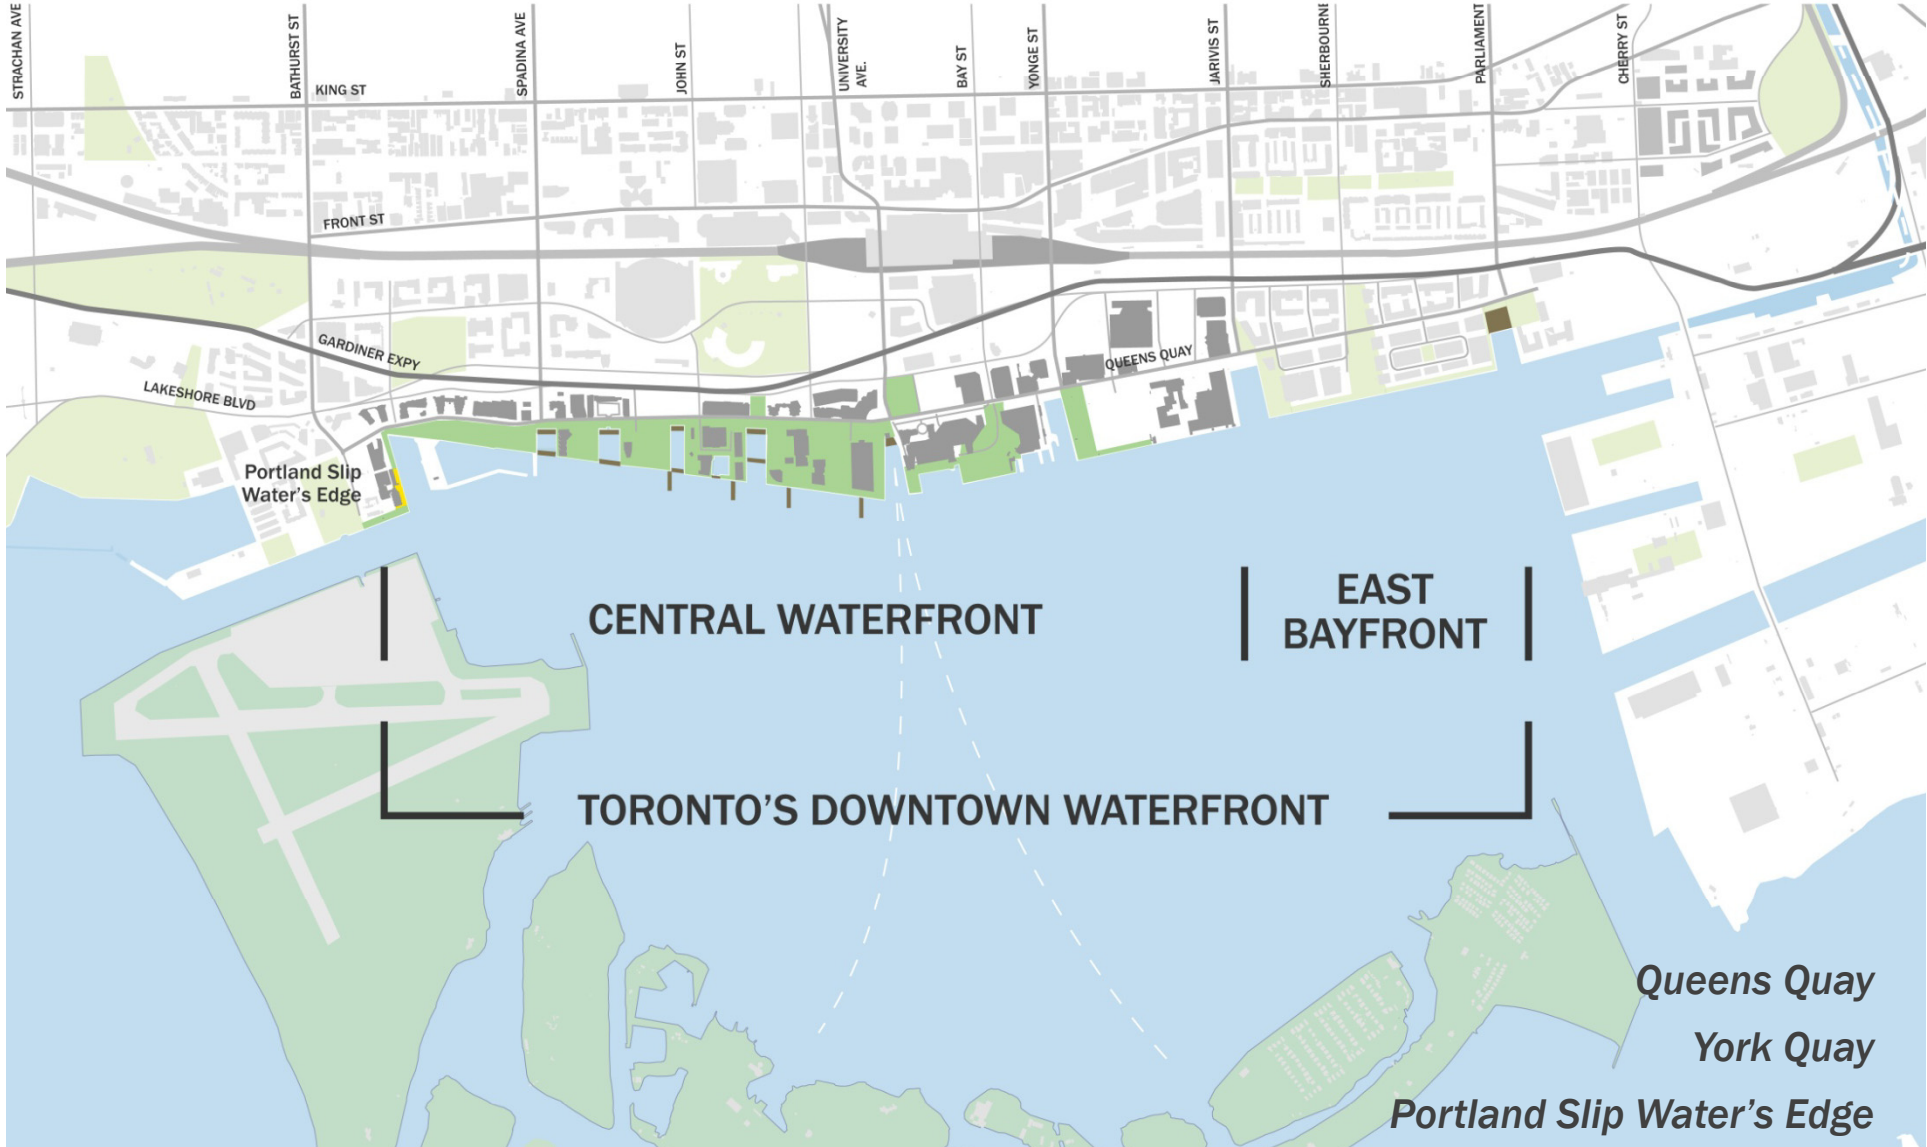 STRACHAN AVE
BATHURST ST
SPADINA AVE
JOHN ST
UNIVERSITY
AVE.
BAY ST
YONGE ST
JARIVIS ST
SHERBOURNE
PARLIAMENT
CHERRY ST
KING ST
FRONT ST
GARDINER EXPY
QUEENS QUAY
LAKESHORE BLVD
Portland Slip
Water's Edge
CENTRAL WATERFRONT
EAST
BAYFRONT
TORONTO'S DOWNTOWN WATERFRONT
Queens Quay
York Quay
Portland Slip Water's Edge